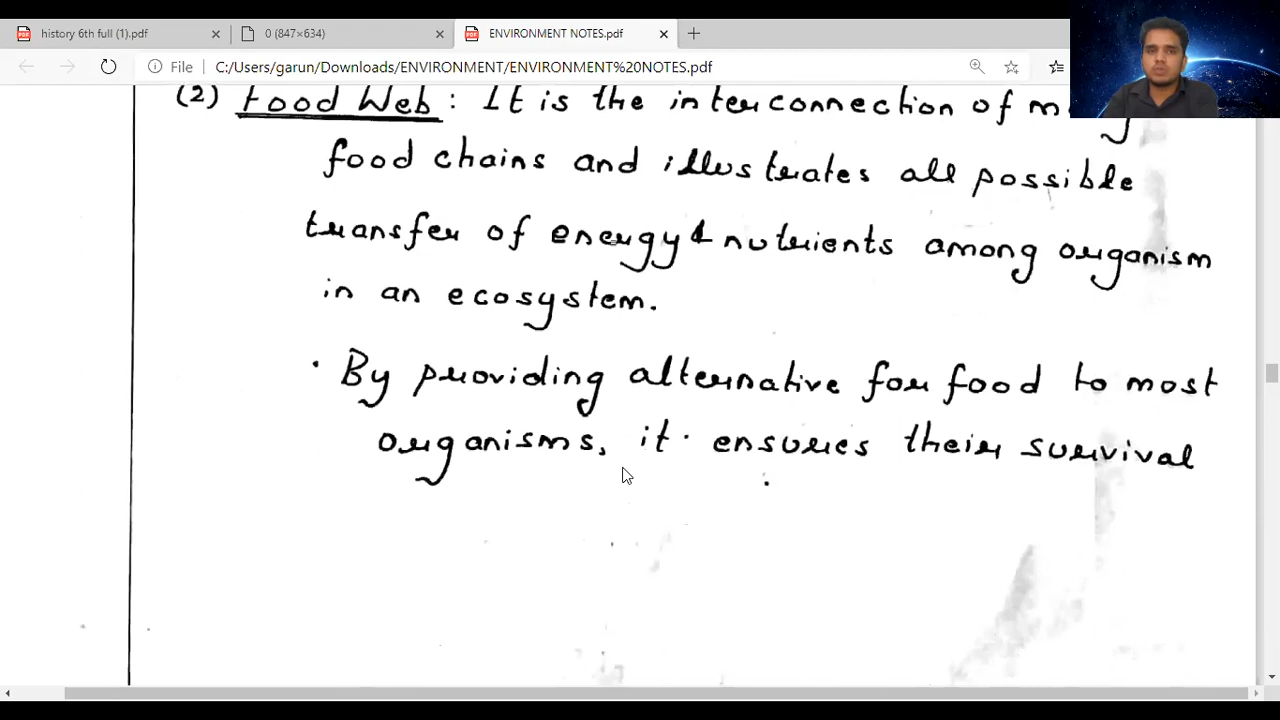 history 6th full (1).pdf
0 (847×634)
ENVIRONMENT NOTES.pdf
File C:/Users/garun/Downloads/ENVIRONMENT/ENVIRONMENT%20NOTES.pdf
(2) Food Web : It is the interconnection of
food chains and illustrates all possible
transfer of energy & nutrients among organism
in an ecosystem.
· By providing alternative for food to most
organisms, it ensures their survival